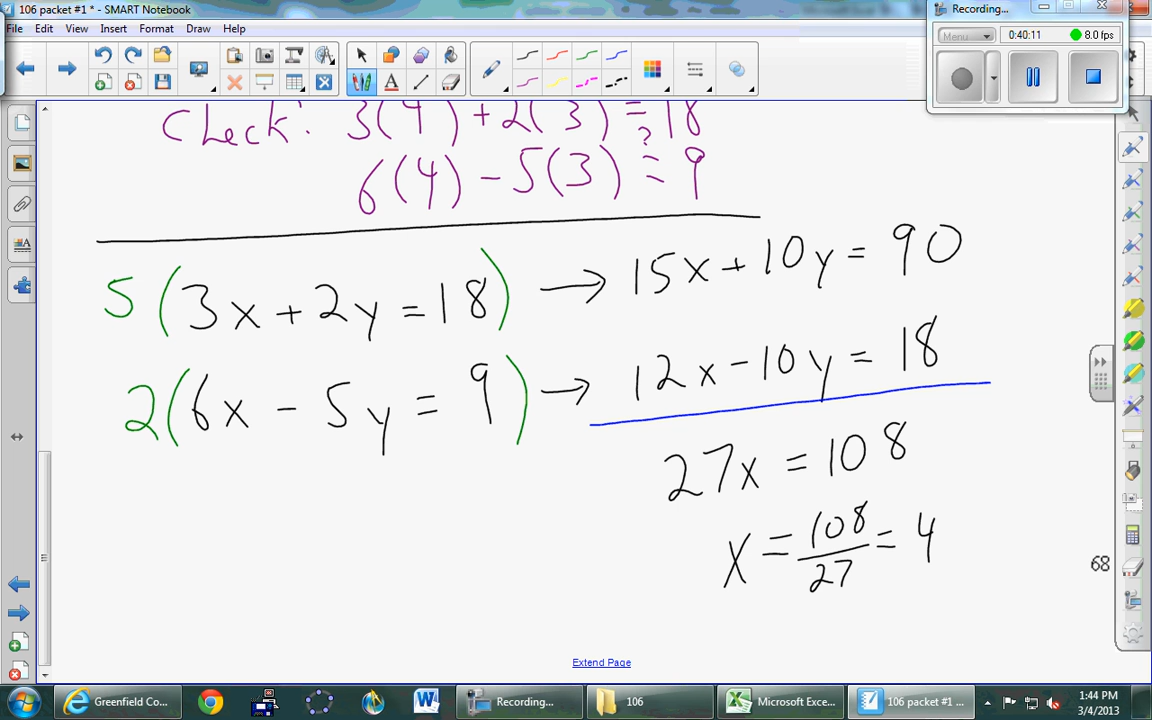 106 packet #1 * - SMART Notebook
File Edit View Insert Format Draw Help
Recording...
Menu 0:40:11 8.0 fps
Check: 3(4) + 2(3) ?= 18
6(4) - 5(3) ?= 9
5(3x + 2y = 18) → 15x + 10y = 90
2(6x - 5y = 9) → 12x - 10y = 18
27x = 108
x = 108/27 = 4
68
Extend Page
Greenfield Co... Recording... 106 Microsoft Exce... 106 packet #1 ...
1:44 PM
3/4/2013